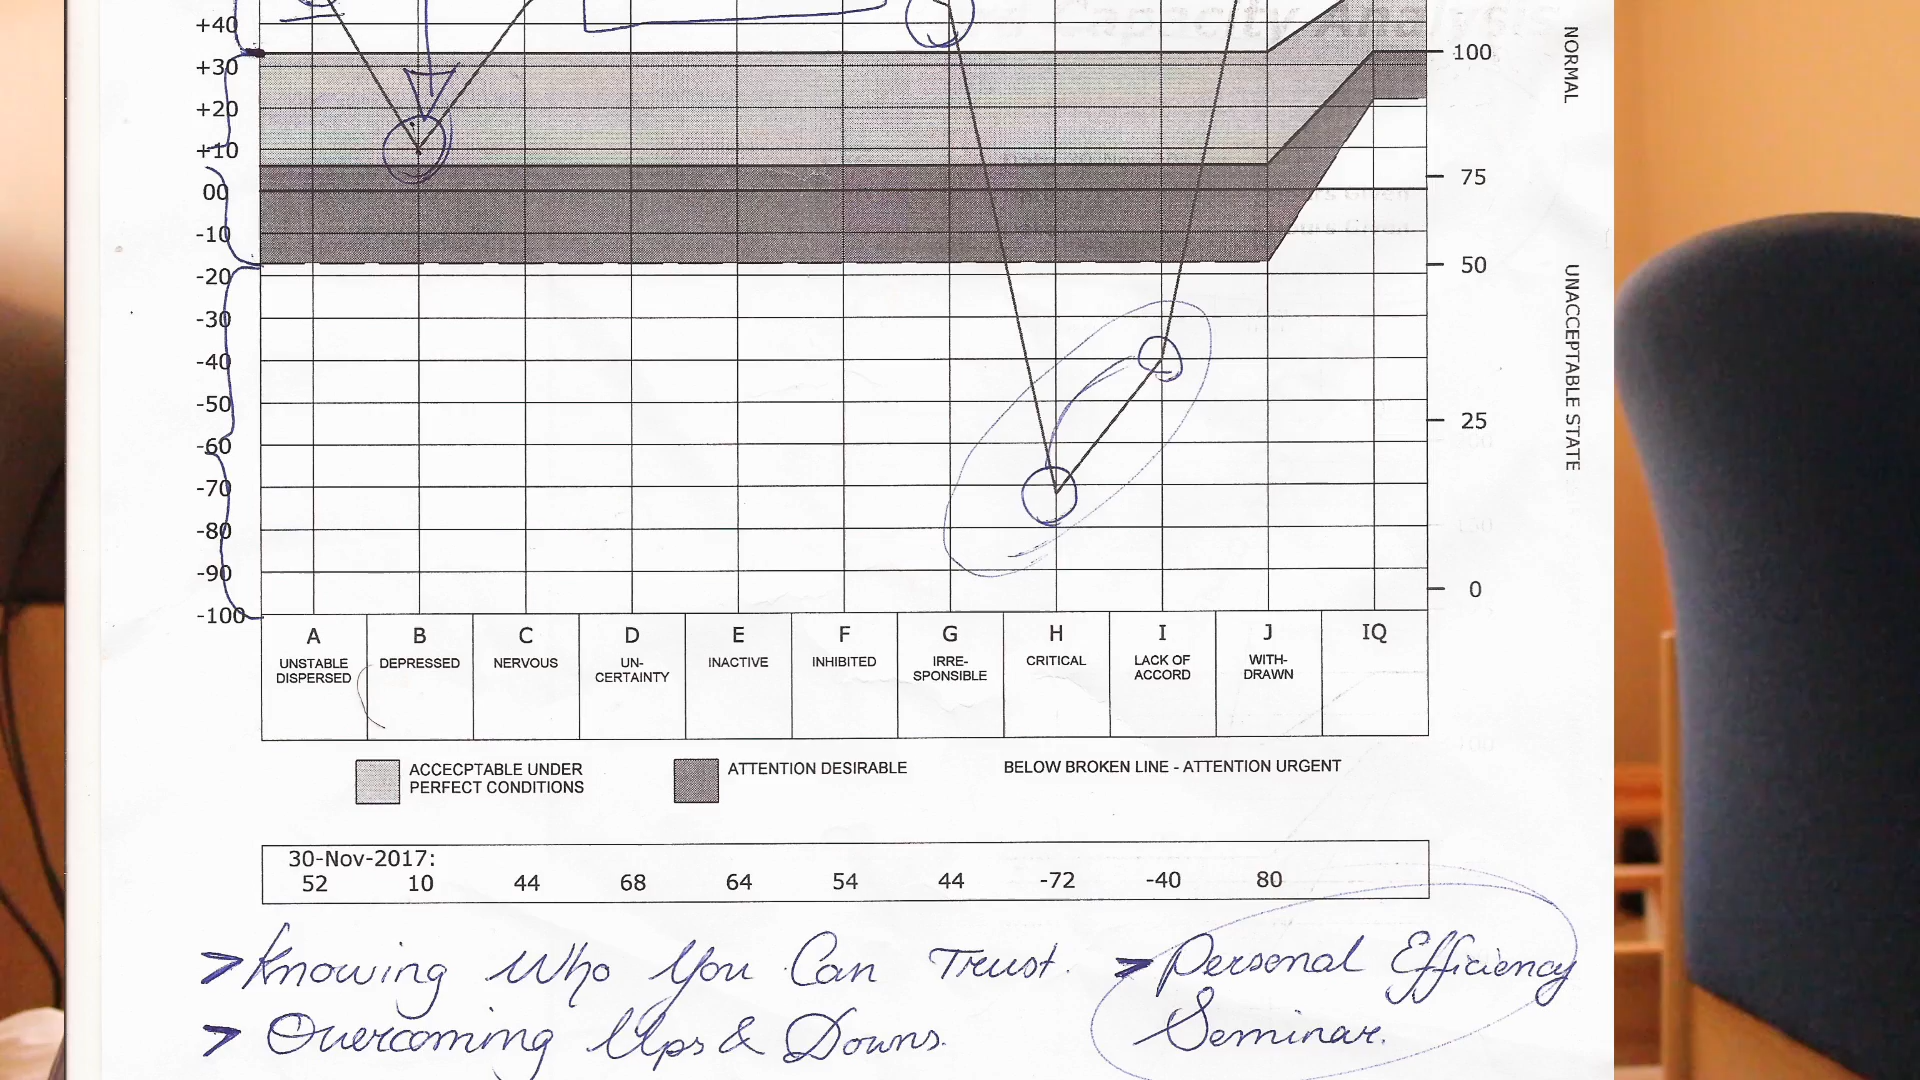 +40
+30
+20
+10
00
-10
-20
-30
-40
-50
-60
-70
-80
-90
-100
Capacity Analysis
100
75
50
25
0
NORMAL
UNACCEPTABLE STATE
A B C D E F G H I J IQ
UNSTABLE DISPERSED
DEPRESSED
NERVOUS
UN-
CERTAINTY
INACTIVE
INHIBITED
IRRE-
SPONSIBLE
CRITICAL
LACK OF
ACCORD
WITH-
DRAWN
ACCECPTABLE UNDER
PERFECT CONDITIONS
ATTENTION DESIRABLE
BELOW BROKEN LINE - ATTENTION URGENT
30-Nov-2017:
52 10 44 68 64 54 44 -72 -40 80
> Knowing Who You Can Trust.
> Overcoming Ups & Downs.
> Personal Efficiency
Seminar.